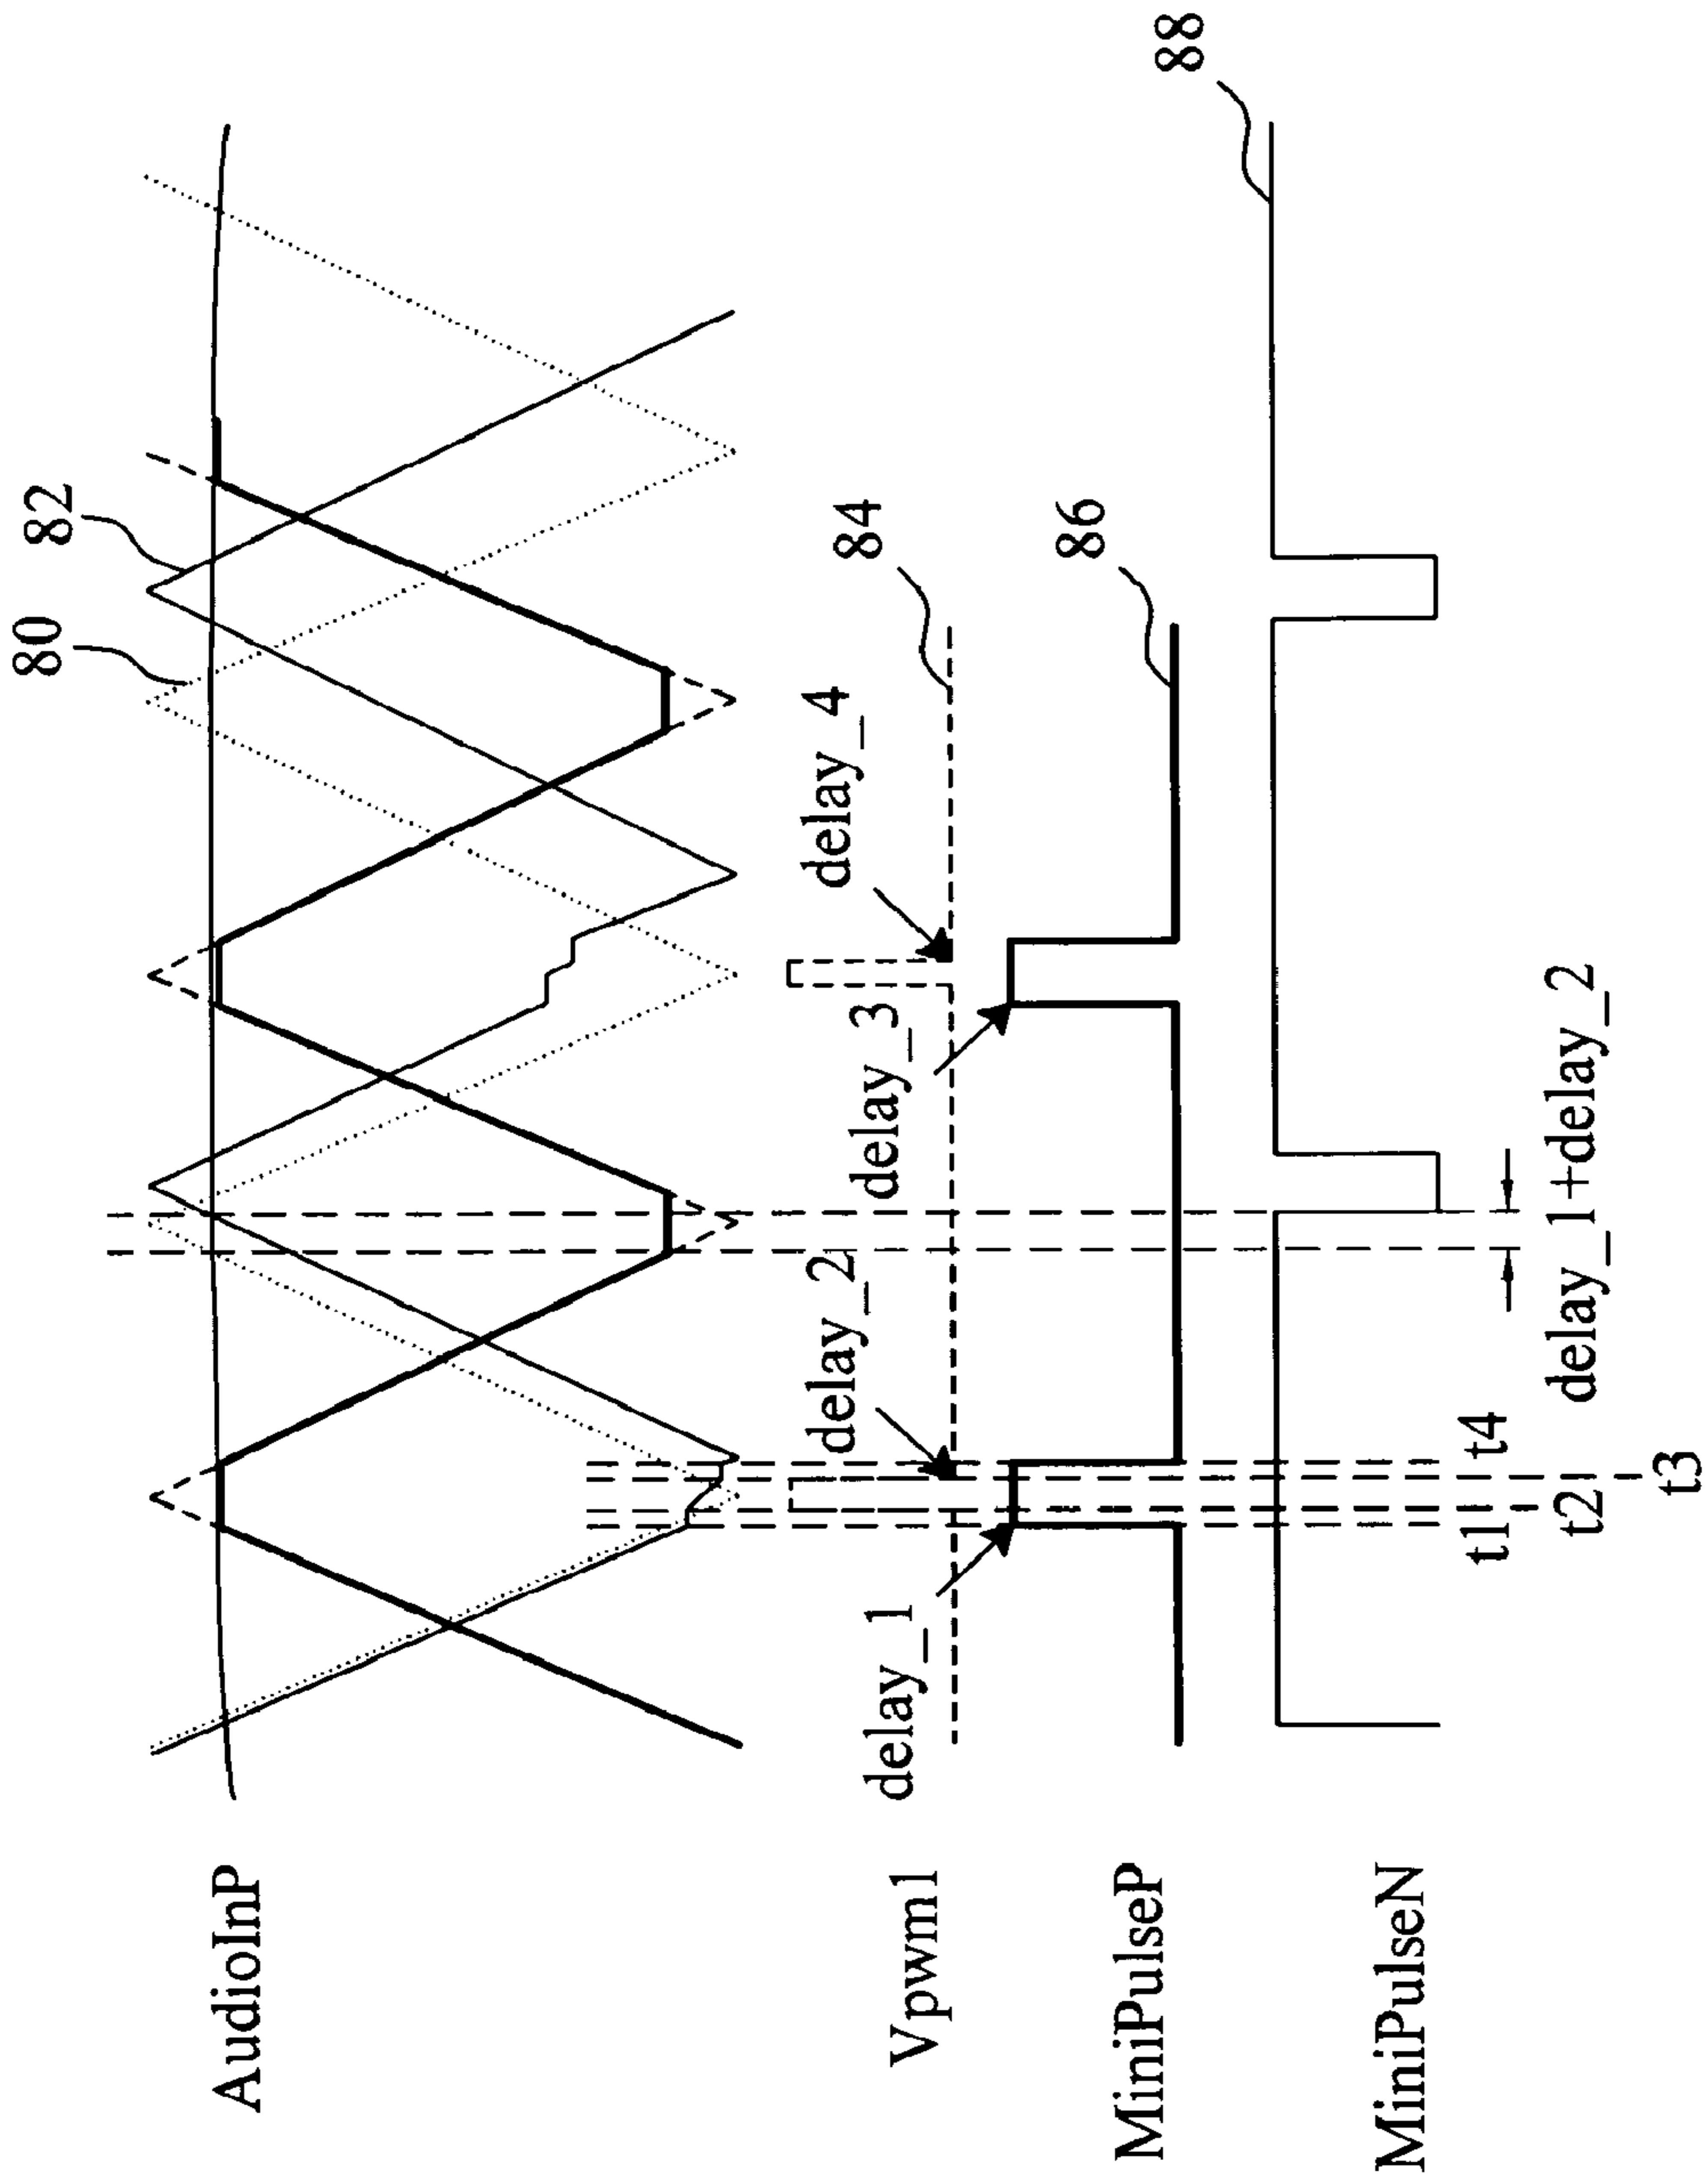 AudioInP
80
82
Vpwm1
delay_1
delay_2
delay_3
delay_4
84
MiniPulseP
86
MiniPulseN
88
t1
t2
t3
t4
delay_1+delay_2